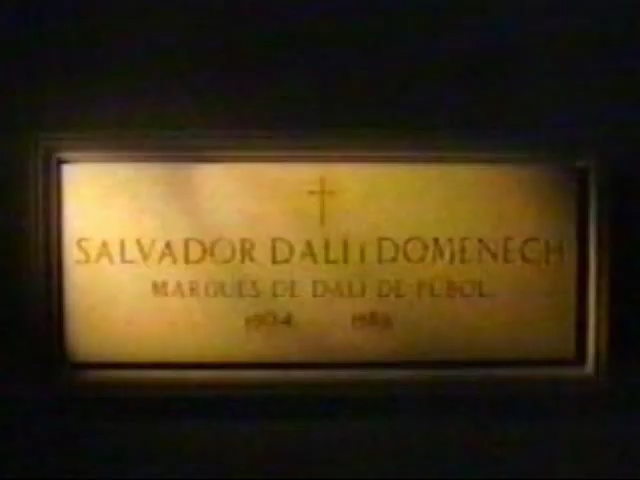 SALVADOR DALI i DOMENECH
MARQUES DE DALI DE PUBOL
1904 1989